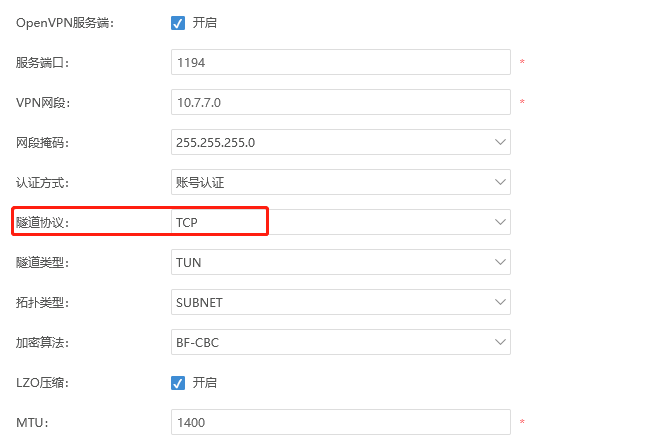 OpenVPN服务端： 开启
服务端口： 1194 *
VPN网段： 10.7.7.0 *
网段掩码： 255.255.255.0
认证方式： 账号认证
隧道协议： TCP
隧道类型： TUN
拓扑类型： SUBNET
加密算法： BF-CBC
LZO压缩： 开启
MTU： 1400 *